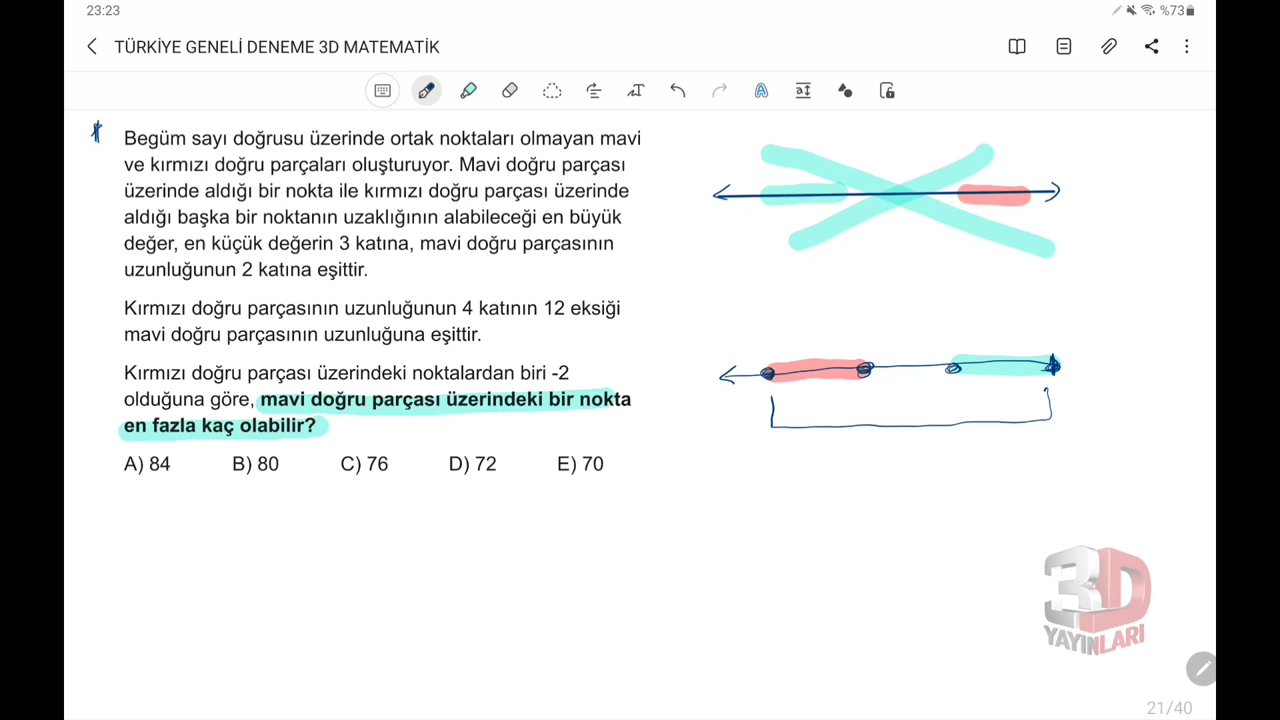 23:23
%73
TÜRKİYE GENELİ DENEME 3D MATEMATİK
Begüm sayı doğrusu üzerinde ortak noktaları olmayan mavi
ve kırmızı doğru parçaları oluşturuyor. Mavi doğru parçası
üzerinde aldığı bir nokta ile kırmızı doğru parçası üzerinde
aldığı başka bir noktanın uzaklığının alabileceği en büyük
değer, en küçük değerin 3 katına, mavi doğru parçasının
uzunluğunun 2 katına eşittir.
Kırmızı doğru parçasının uzunluğunun 4 katının 12 eksiği
mavi doğru parçasının uzunluğuna eşittir.
Kırmızı doğru parçası üzerindeki noktalardan biri -2
olduğuna göre, mavi doğru parçası üzerindeki bir nokta
en fazla kaç olabilir?
A) 84 B) 80 C) 76 D) 72 E) 70
3D
YAYINLARI
21/40